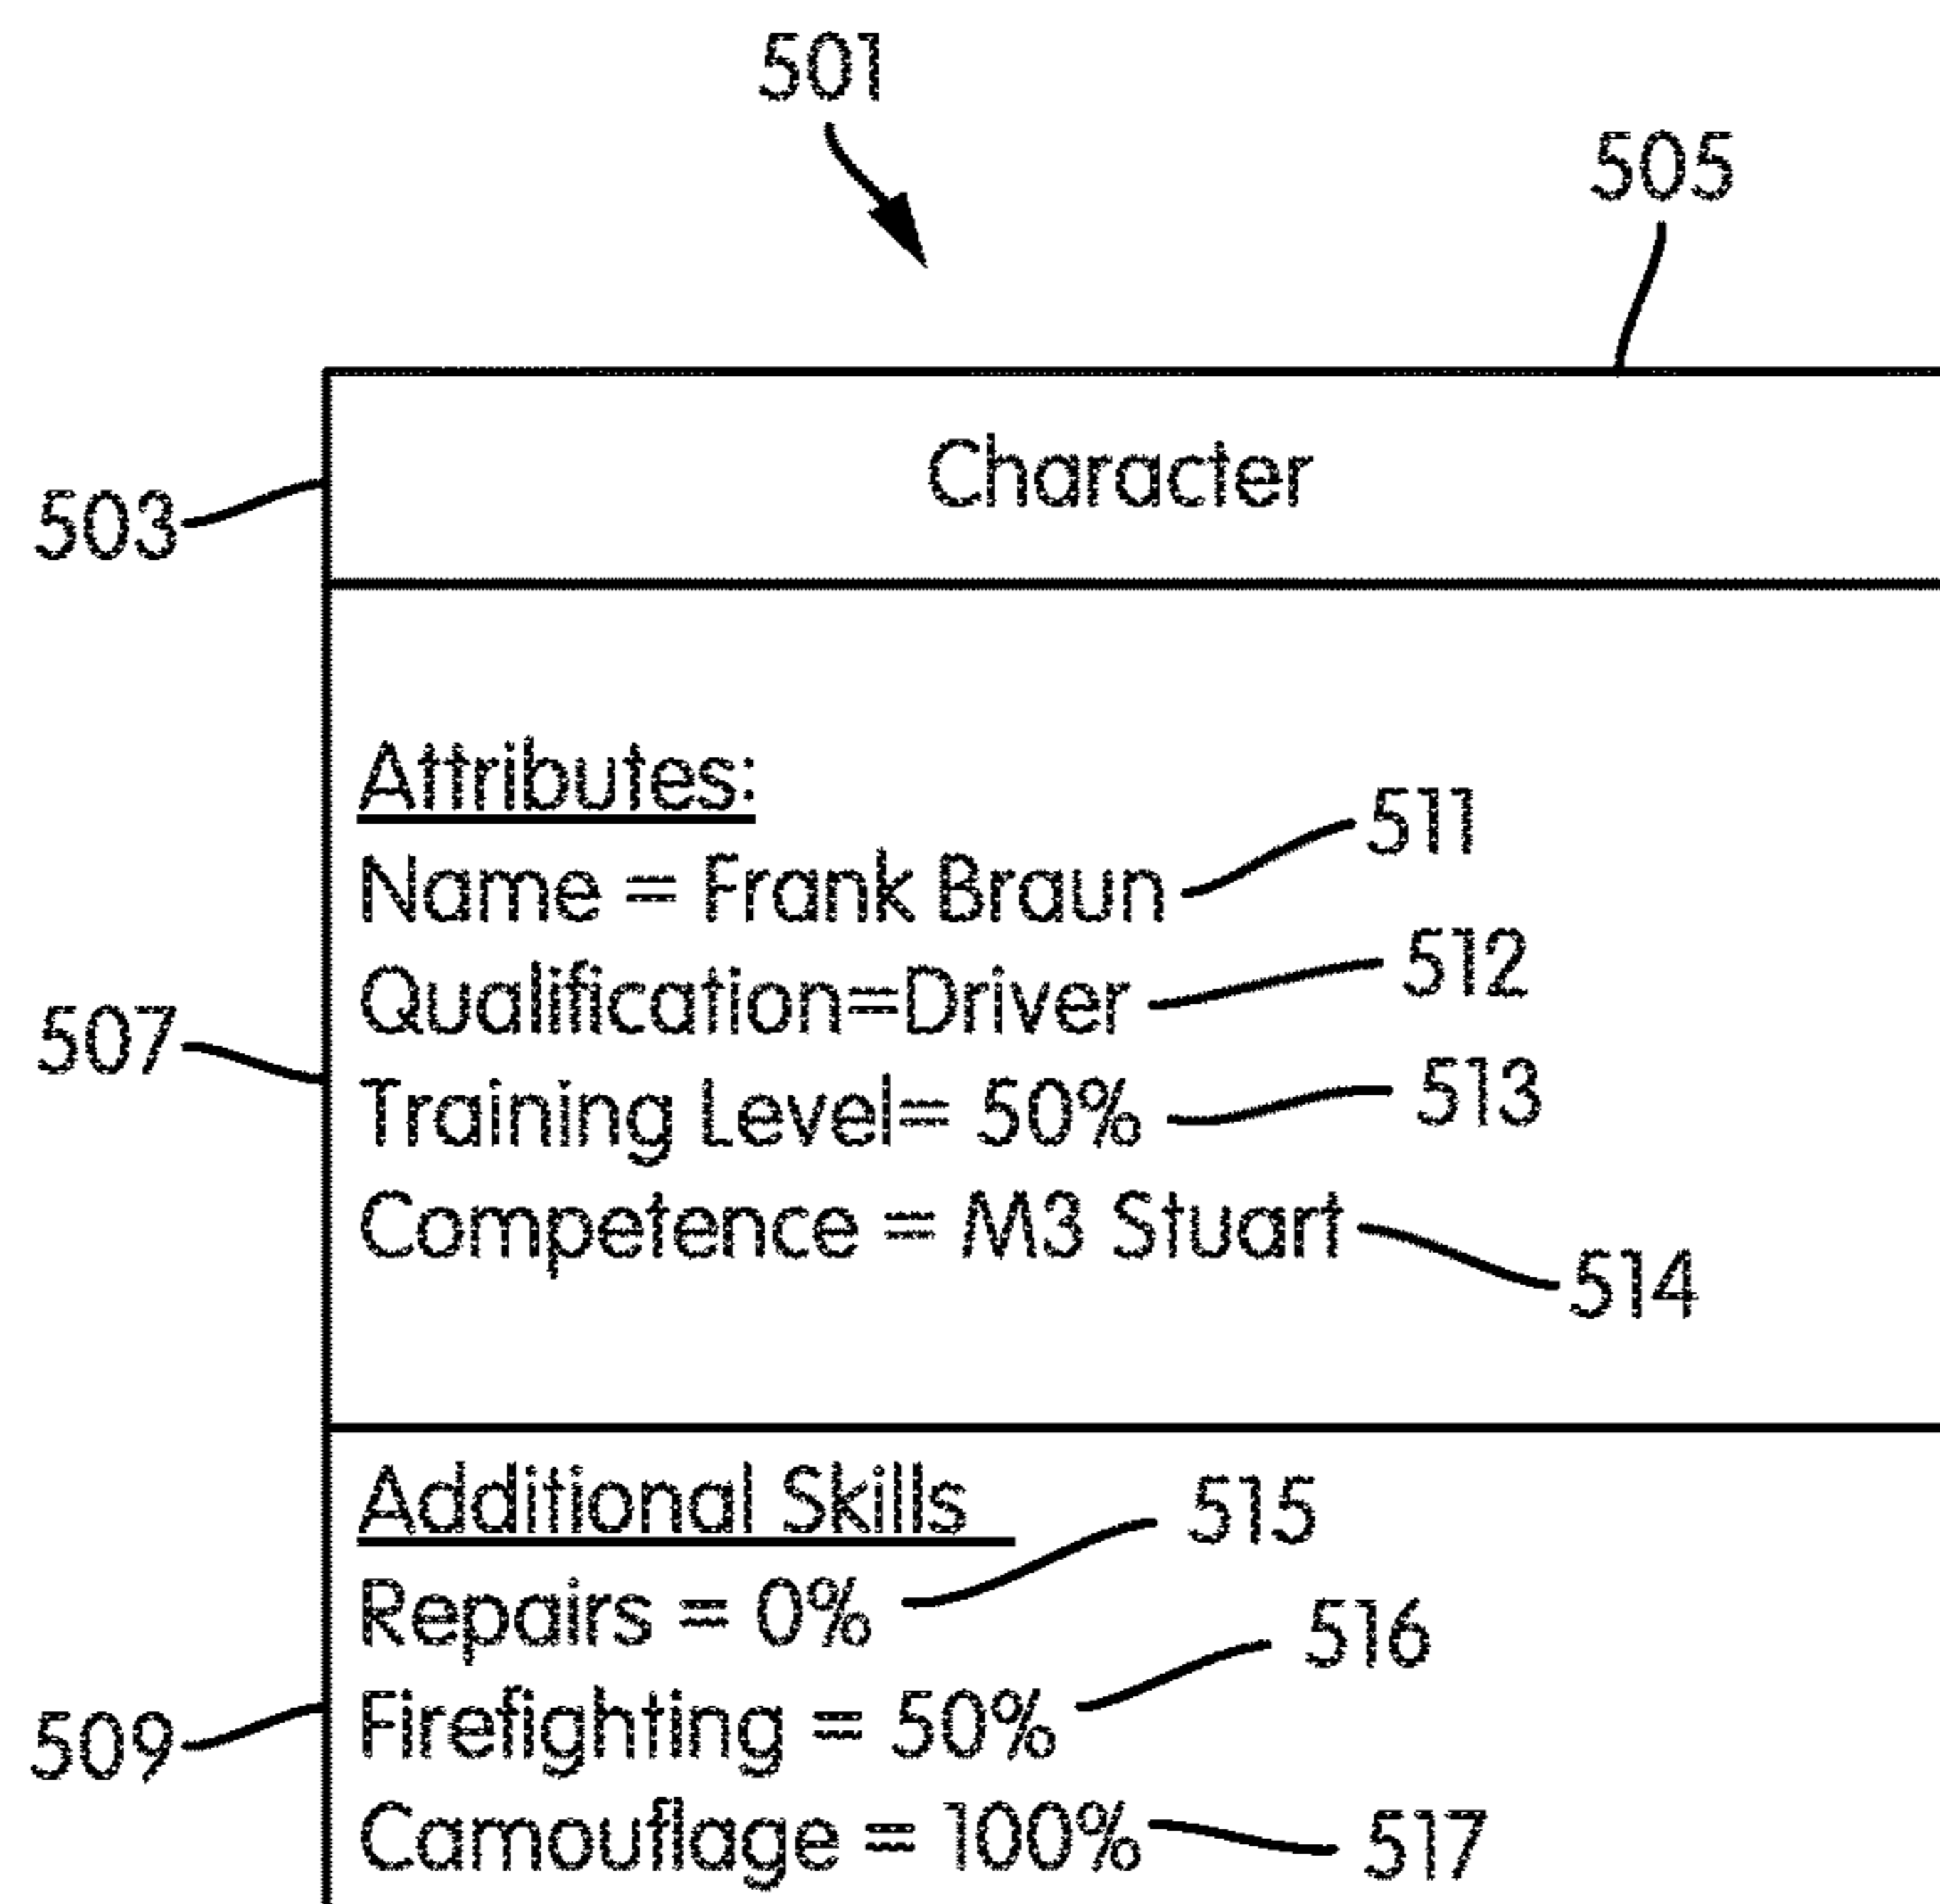 501
505
Character
503
Attributes:
511
Name = Frank Braun
512
Qualification=Driver
507
513
Training Level= 50%
Competence = M3 Stuart
514
Additional Skills
515
Repairs = 0%
516
Firefighting = 50%
509
Camouflage = 100%
517